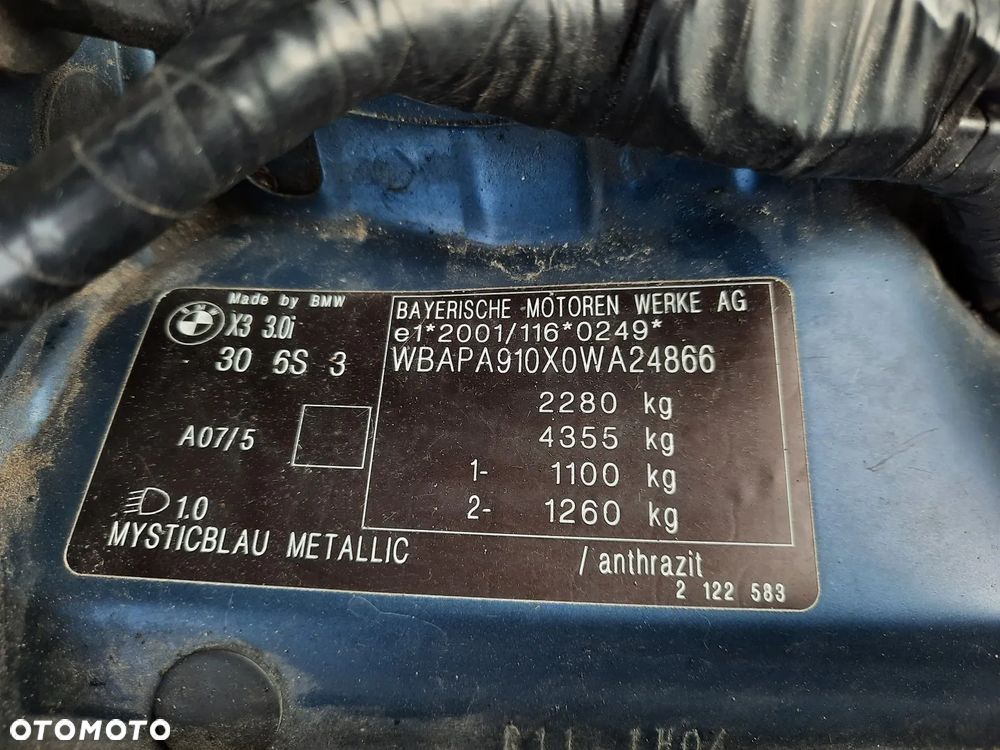 Made by BMW
X3 3.0i
30 6S 3
A07/5
1.0
MYSTICBLAU METALLIC
BAYERISCHE MOTOREN WERKE AG
e1*2001/116*0249*
WBAPA910X0WA24866
2280 kg
4355 kg
1- 1100 kg
2- 1260 kg
/ anthrazit
2 122 583
OTOMOTO